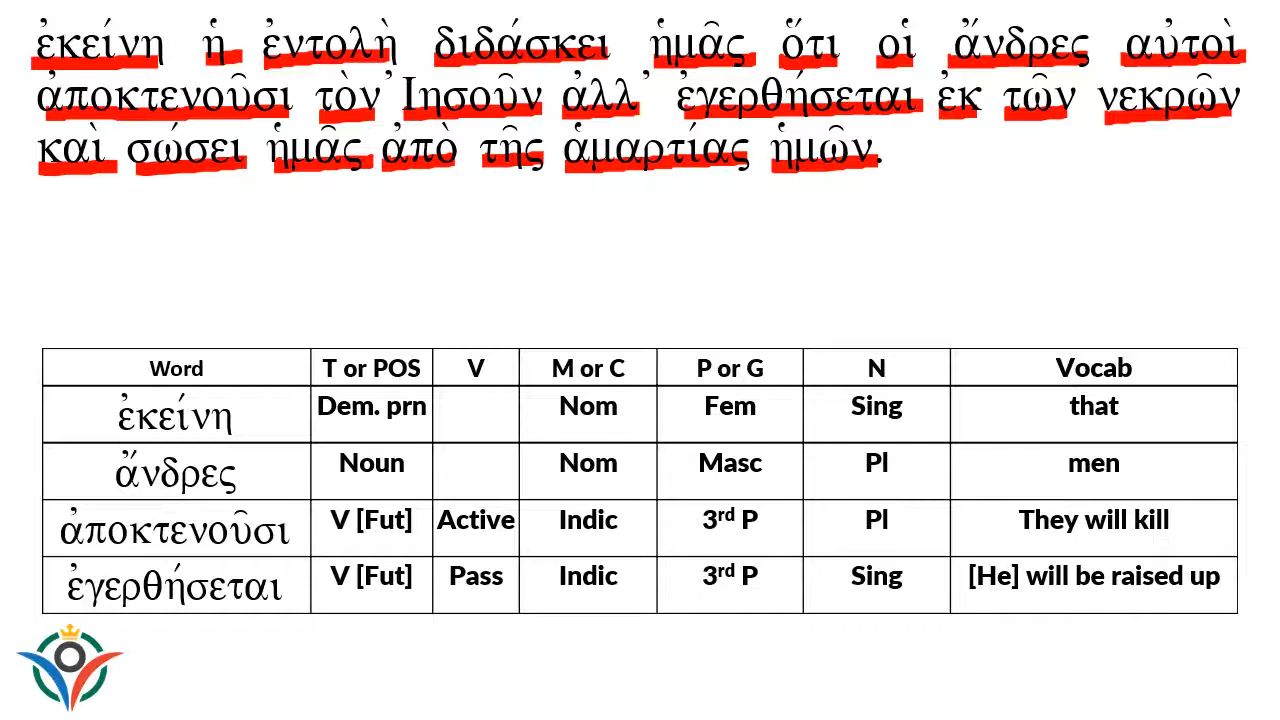 ἐκείνη ἡ ἐντολὴ διδάσκει ἡμᾶς ὅτι οἱ ἄνδρες αὐτοὶ
ἀποκτενοῦσι τὸν Ἰησοῦν ἀλλ᾽ ἐγερθήσεται ἐκ τῶν νεκρῶν
καὶ σώσει ἡμᾶς ἀπὸ τῆς ἁμαρτίας ἡμῶν.
Word T or POS V M or C P or G N Vocab
ἐκείνη Dem. prn Nom Fem Sing that
ἄνδρες Noun Nom Masc Pl men
ἀποκτενοῦσι V [Fut] Active Indic 3rd P Pl They will kill
ἐγερθήσεται V [Fut] Pass Indic 3rd P Sing [He] will be raised up